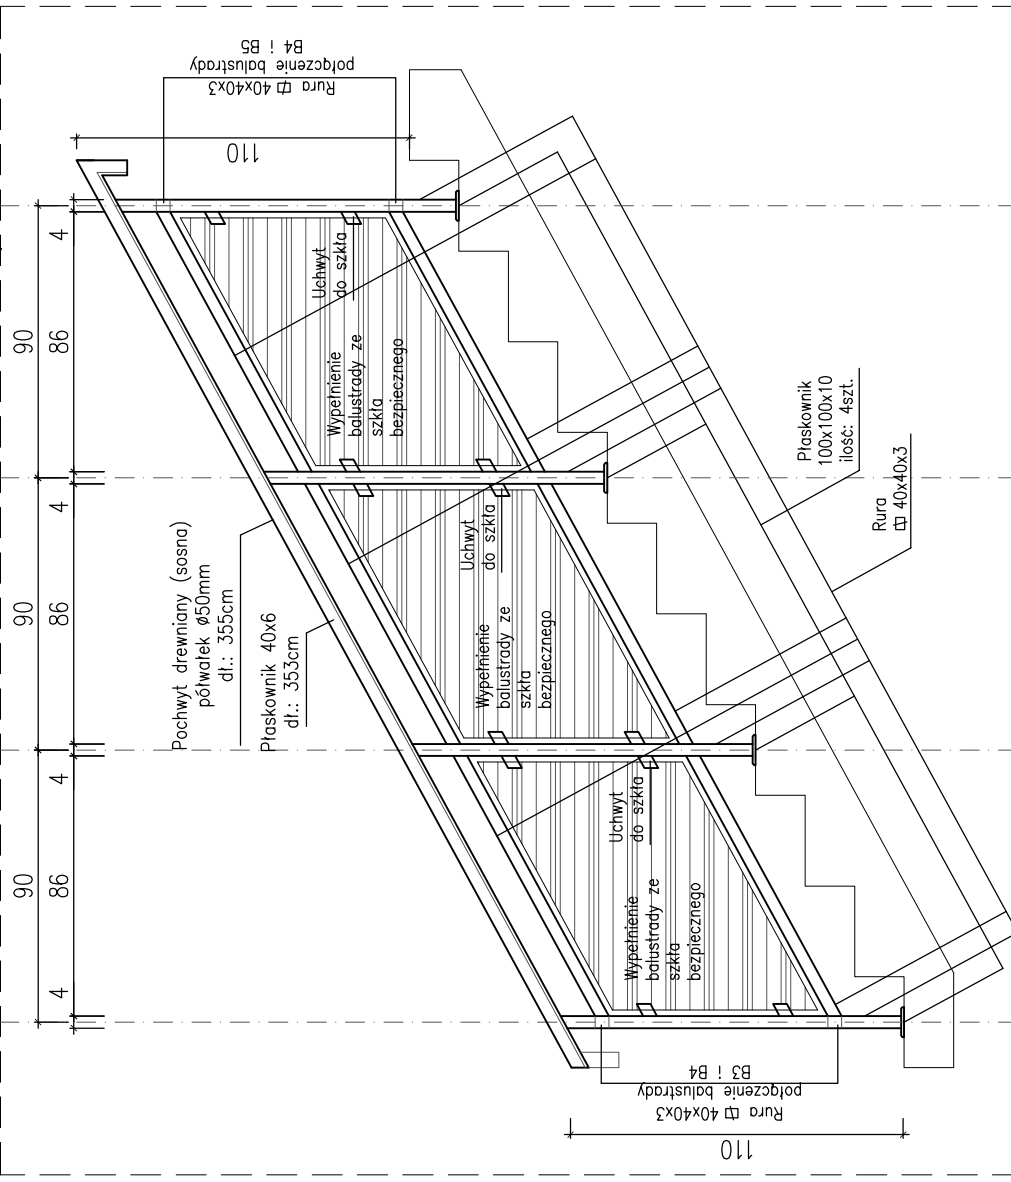 Rura ⌷ 40x40x3
połączenie balustrady
B4 i B5
110
90
90
90
4
86
4
86
4
86
4
Uchwyt
do szkła
Wypełnienie
balustrady ze
szkła
bezpiecznego
Uchwyt
do szkła
Wypełnienie
balustrady ze
szkła
bezpiecznego
Uchwyt
do szkła
Wypełnienie
balustrady ze
szkła
bezpiecznego
Pochwyt drewniany (sosna)
półwałek ø50mm
dł.: 355cm
Płaskownik 40x6
dł.: 353cm
Płaskownik
100x100x10
ilość: 4szt.
Rura
⌷ 40x40x3
Rura ⌷ 40x40x3
połączenie balustrady
B3 i B4
110